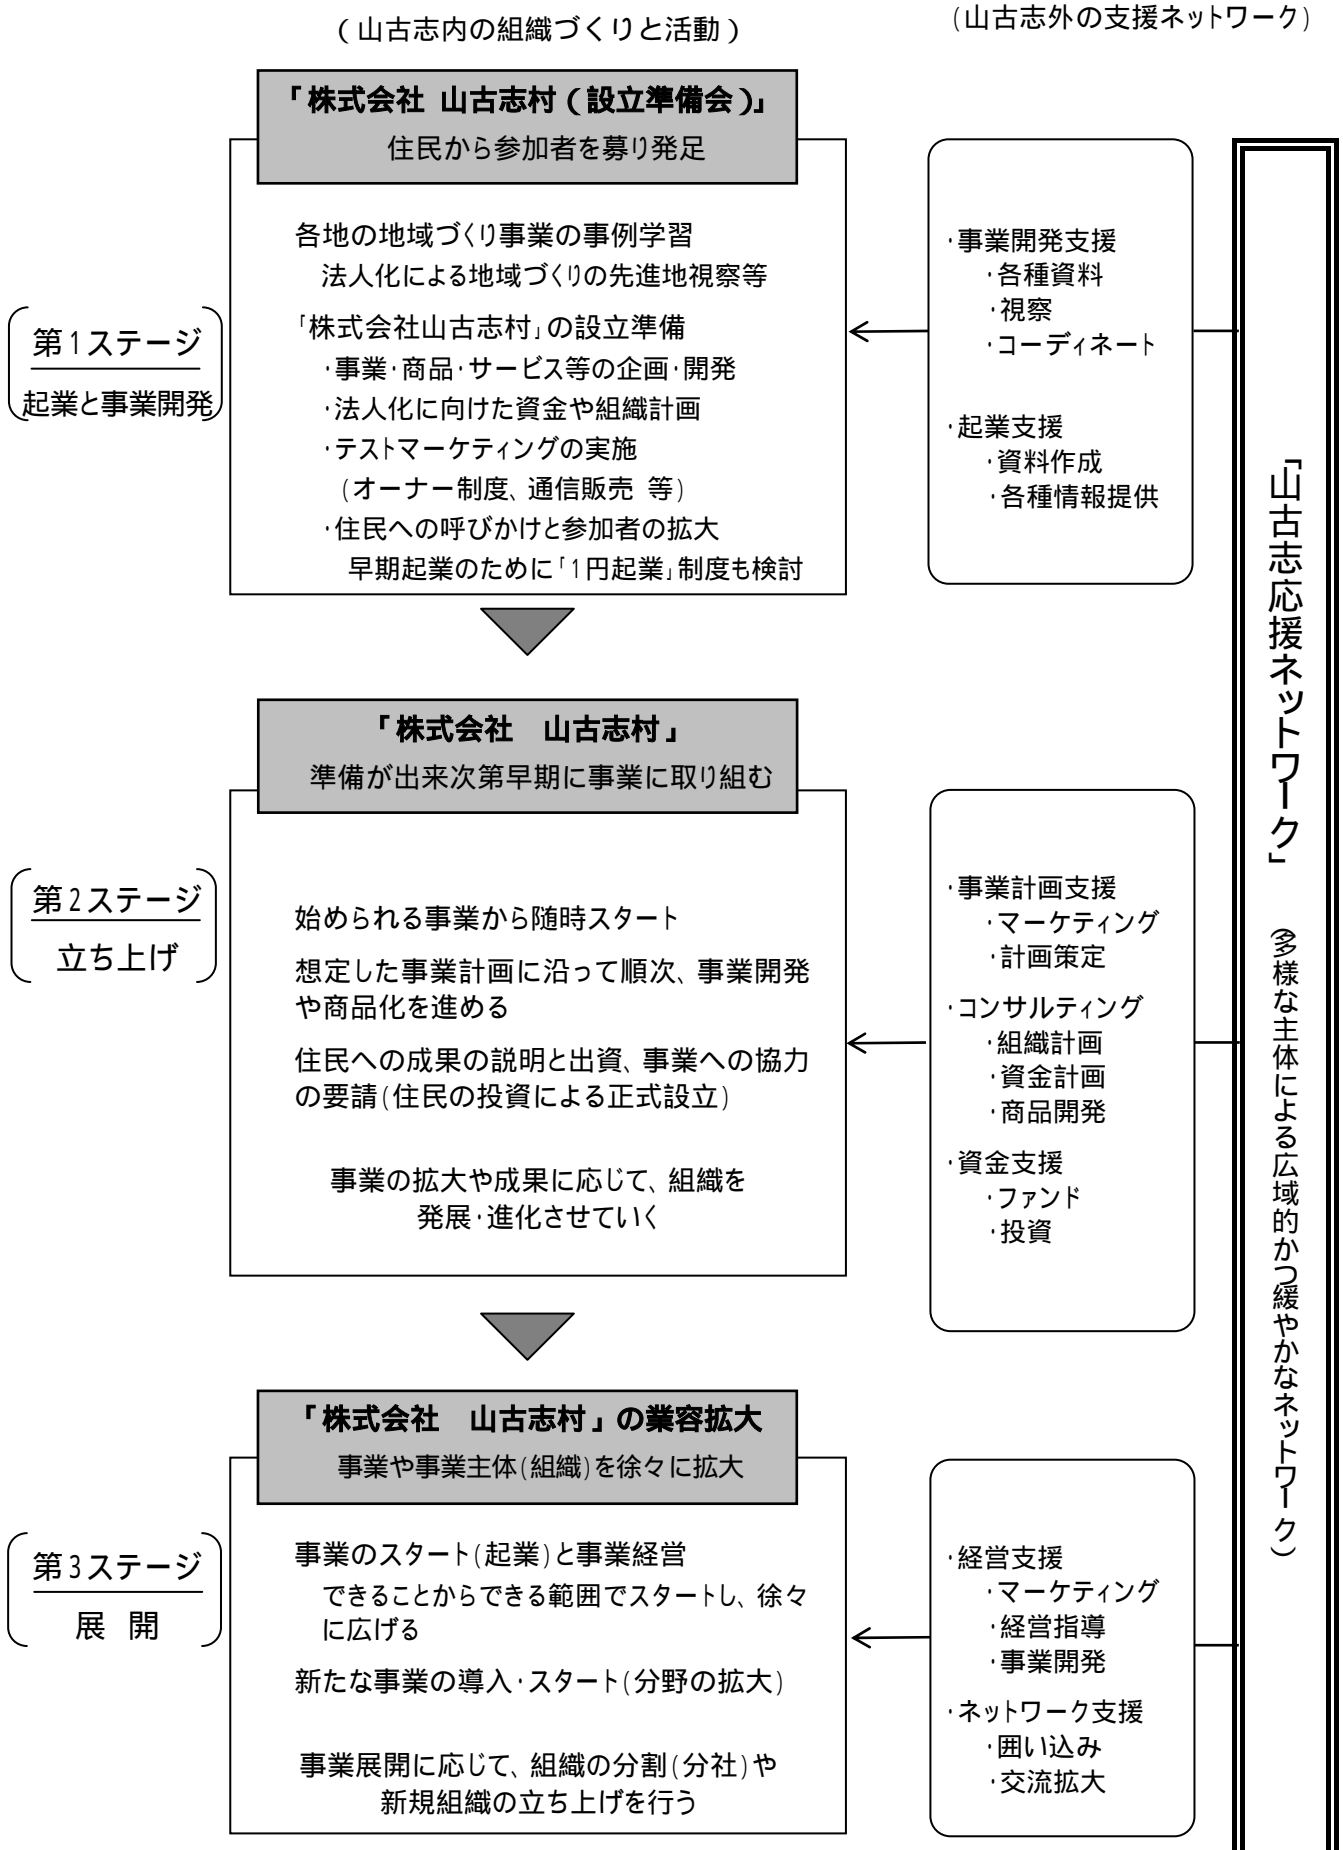 (山古志内の組織づくりと活動)
(山古志外の支援ネットワーク)
「株式会社 山古志村(設立準備会)」
住民から参加者を募り発足
第1ステージ
起業と事業開発
各地の地域づくり事業の事例学習
法人化による地域づくりの先進地視察等
「株式会社山古志村」の設立準備
・事業・商品・サービス等の企画・開発
・法人化に向けた資金や組織計画
・テストマーケティングの実施
(オーナー制度、通信販売 等)
・住民への呼びかけと参加者の拡大
早期起業のために「1円起業」制度も検討
・事業開発支援
・各種資料
・視察
・コーディネート
・起業支援
・資料作成
・各種情報提供
「株式会社 山古志村」
準備が出来次第早期に事業に取り組む
第2ステージ
立ち上げ
始められる事業から随時スタート
想定した事業計画に沿って順次、事業開発
や商品化を進める
住民への成果の説明と出資、事業への協力
の要請(住民の投資による正式設立)
事業の拡大や成果に応じて、組織を
発展・進化させていく
・事業計画支援
・マーケティング
・計画策定
・コンサルティング
・組織計画
・資金計画
・商品開発
・資金支援
・ファンド
・投資
「株式会社 山古志村」の業容拡大
事業や事業主体(組織)を徐々に拡大
第3ステージ
展 開
事業のスタート(起業)と事業経営
できることからできる範囲でスタートし、徐々
に広げる
新たな事業の導入・スタート(分野の拡大)
事業展開に応じて、組織の分割(分社)や
新規組織の立ち上げを行う
・経営支援
・マーケティング
・経営指導
・事業開発
・ネットワーク支援
・囲い込み
・交流拡大
「山古志応援ネットワーク」 (多様な主体による広域的かつ緩やかなネットワーク)